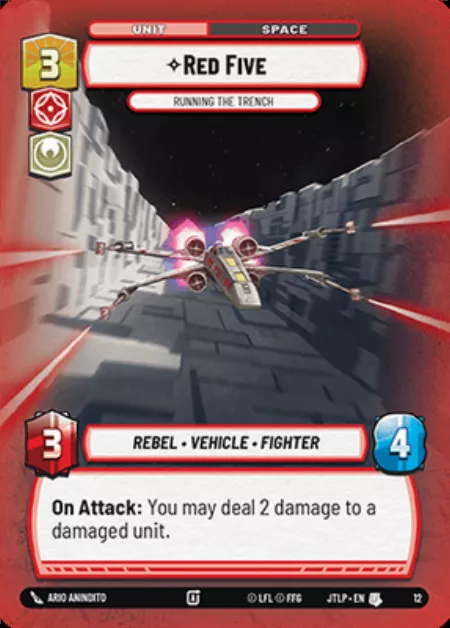 UNIT
SPACE
3
✧RED FIVE
RUNNING THE TRENCH
3
REBEL • VEHICLE • FIGHTER
4
On Attack: You may deal 2 damage to a
damaged unit.
ARIO ANINDITO
© LFL © FFG
JTLP • EN
12